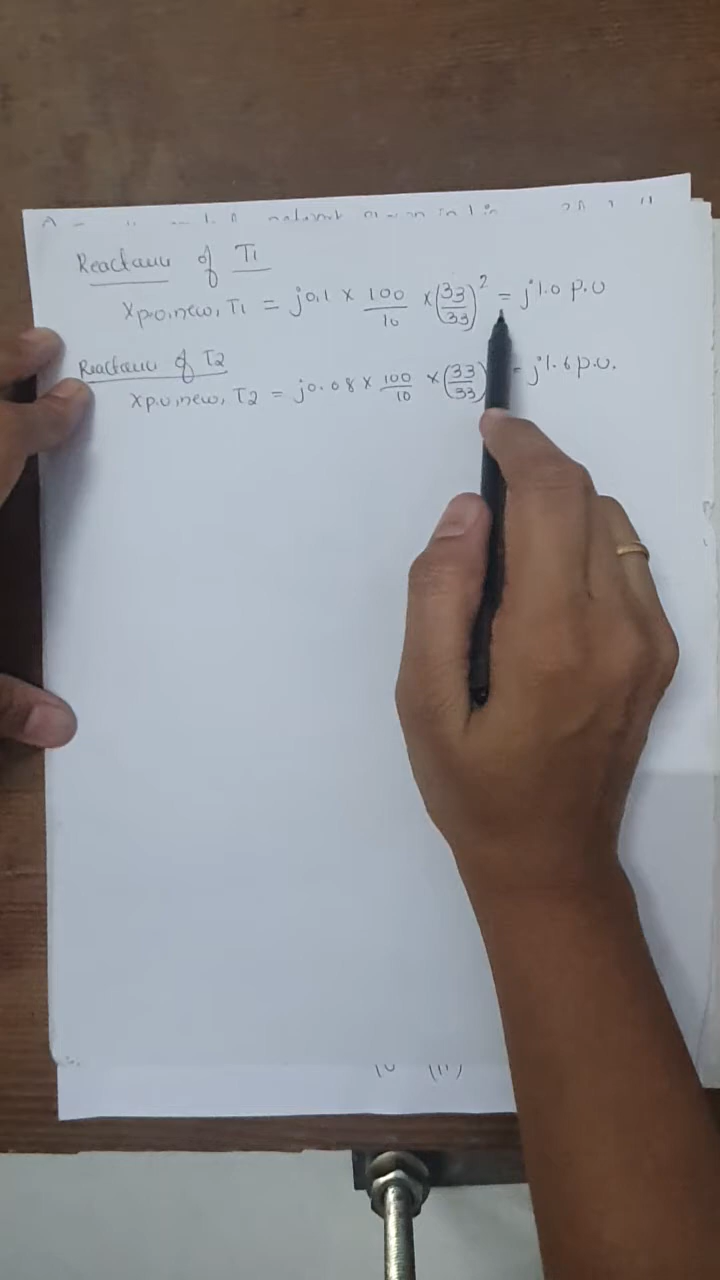 Reactance of T1
Xp.u,new, T1 = j0.1 × 100/10 × (33/33)² = j1.0 p.u
Reactance of T2
Xp.u,new, T2 = j0.08 × 100/10 × (33/33) = j1.6 p.u.